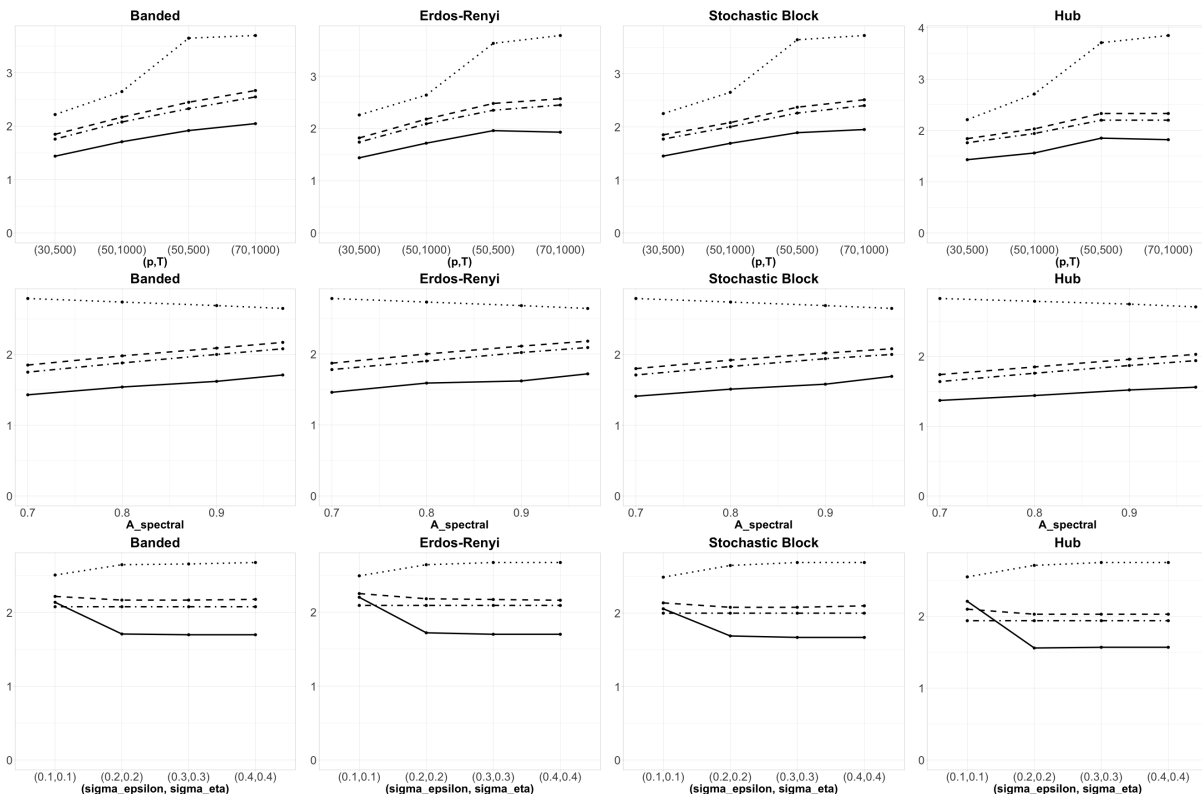 Banded Erdos-Renyi Stochastic Block Hub
3 3 3 4
2 2 2 3
1 1 1 2
0 0 0 1
0
(30,500) (50,1000) (50,500) (70,1000) (30,500) (50,1000) (50,500) (70,1000) (30,500) (50,1000) (50,500) (70,1000) (30,500) (50,1000) (50,500) (70,1000)
(p,T) (p,T) (p,T) (p,T)
Banded Erdos-Renyi Stochastic Block Hub
2 2 2 2
1 1 1 1
0 0 0 0
0.7 0.8 0.9 0.7 0.8 0.9 0.7 0.8 0.9 0.7 0.8 0.9
A_spectral A_spectral A_spectral A_spectral
Banded Erdos-Renyi Stochastic Block Hub
2 2 2 2
1 1 1 1
0 0 0 0
(0.1,0.1) (0.2,0.2) (0.3,0.3) (0.4,0.4) (0.1,0.1) (0.2,0.2) (0.3,0.3) (0.4,0.4) (0.1,0.1) (0.2,0.2) (0.3,0.3) (0.4,0.4) (0.1,0.1) (0.2,0.2) (0.3,0.3) (0.4,0.4)
(sigma_epsilon, sigma_eta) (sigma_epsilon, sigma_eta) (sigma_epsilon, sigma_eta) (sigma_epsilon, sigma_eta)